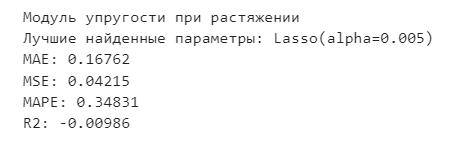 Модуль упругости при растяжении
Лучшие найденные параметры: Lasso(alpha=0.005)
MAE: 0.16762
MSE: 0.04215
MAPE: 0.34831
R2: -0.00986